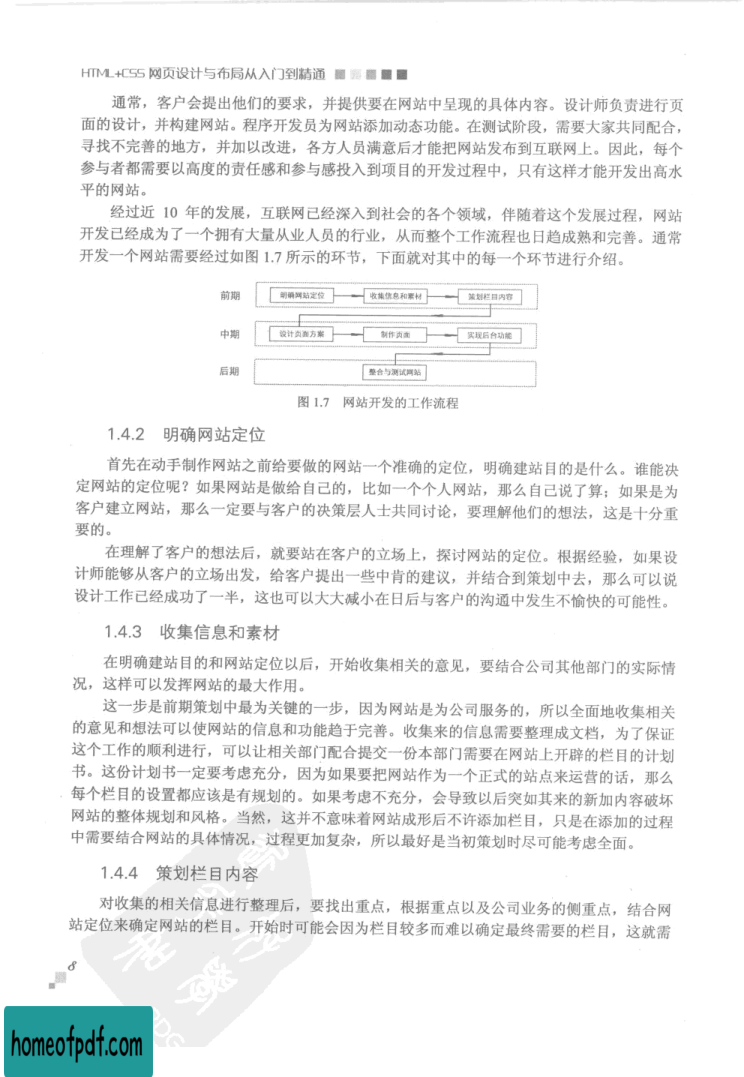 HTML+CSS 网页设计与布局从入门到精通
通常，客户会提出他们的要求，并提供要在网站中呈现的具体内容。设计师负责进行页
面的设计，并构建网站。程序开发员为网站添加动态功能。在测试阶段，需要大家共同配合，
寻找不完善的地方，并加以改进，各方人员满意后才能把网站发布到互联网上。因此，每个
参与者都需要以高度的责任感和参与感投入到项目的开发过程中，只有这样才能开发出高水
平的网站。
经过近 10 年的发展，互联网已经深入到社会的各个领域，伴随着这个发展过程，网站
开发已经成为了一个拥有大量从业人员的行业，从而整个工作流程也日趋成熟和完善。通常
开发一个网站需要经过如图 1.7 所示的环节，下面就对其中的每一个环节进行介绍。
前期 明确网站定位 收集信息和素材 策划栏目内容
中期 设计页面方案 制作页面 实现后台功能
后期 整合与测试网站
图 1.7 网站开发的工作流程
1.4.2 明确网站定位
首先在动手制作网站之前给要做的网站一个准确的定位，明确建站目的是什么。谁能决
定网站的定位呢？如果网站是做给自己的，比如一个个人网站，那么自己说了算；如果是为
客户建立网站，那么一定要与客户的决策层人士共同讨论，要理解他们的想法，这是十分重
要的。
在理解了客户的想法后，就要站在客户的立场上，探讨网站的定位。根据经验，如果设
计师能够从客户的立场出发，给客户提出一些中肯的建议，并结合到策划中去，那么可以说
设计工作已经成功了一半，这也可以大大减小在日后与客户的沟通中发生不愉快的可能性。
1.4.3 收集信息和素材
在明确建站目的和网站定位以后，开始收集相关的意见，要结合公司其他部门的实际情
况，这样可以发挥网站的最大作用。
这一步是前期策划中最为关键的一步，因为网站是为公司服务的，所以全面地收集相关
的意见和想法可以使网站的信息和功能趋于完善。收集来的信息需要整理成文档，为了保证
这个工作的顺利进行，可以让相关部门配合提交一份本部门需要在网站上开辟的栏目的计划
书。这份计划书一定要考虑充分，因为如果要把网站作为一个正式的站点来运营的话，那么
每个栏目的设置都应该是有规划的。如果考虑不充分，会导致以后突如其来的新加内容破坏
网站的整体规划和风格。当然，这并不意味着网站成形后不许添加栏目，只是在添加的过程
中需要结合网站的具体情况，过程更加复杂，所以最好是当初策划时尽可能考虑全面。
1.4.4 策划栏目内容
对收集的相关信息进行整理后，要找出重点，根据重点以及公司业务的侧重点，结合网
站定位来确定网站的栏目。开始时可能会因为栏目较多而难以确定最终需要的栏目，这就需
8
homeofpdf.com